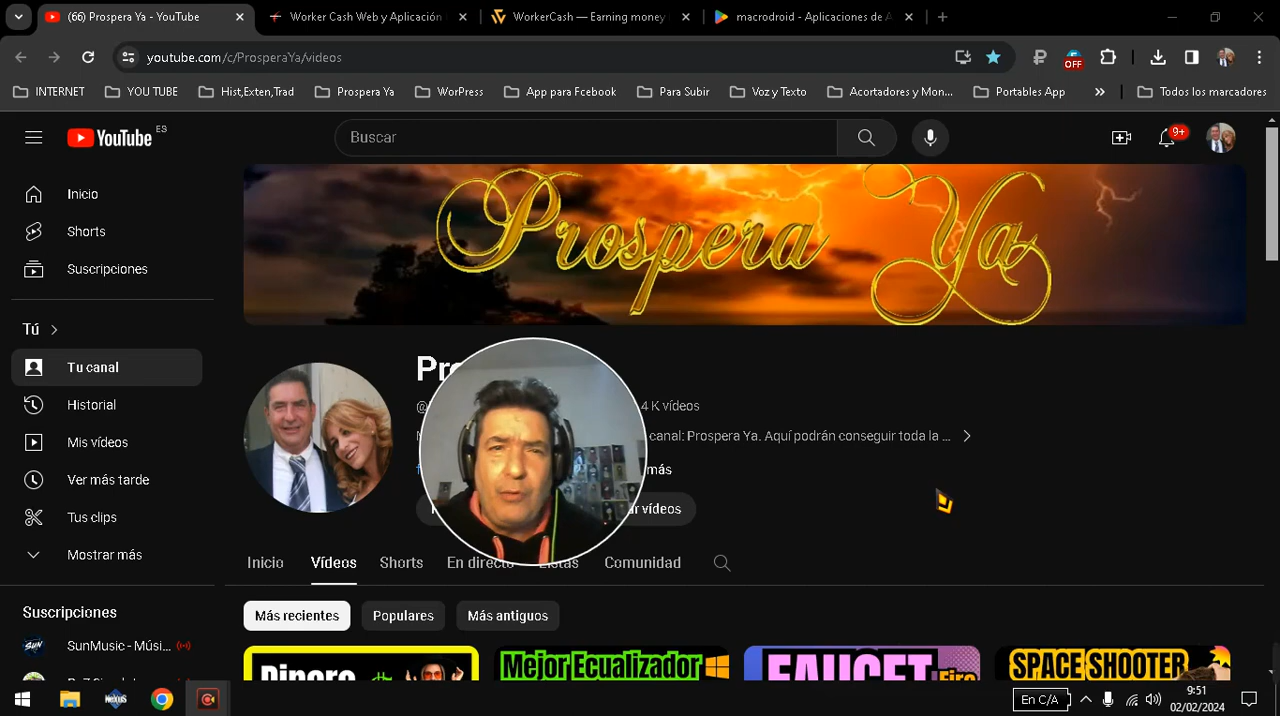 (66) Prospera Ya - YouTube
Worker Cash Web y Aplicación
WorkerCash — Earning money
macrodroid - Aplicaciones de A
youtube.com/c/ProsperaYa/videos
OFF
INTERNET
YOU TUBE
Hist,Exten,Trad
Prospera Ya
WorPress
App para Fcebook
Para Subir
Voz y Texto
Acortadores y Mon...
Portables App
Todos los marcadores
YouTube ES
Buscar
9+
Prospera Ya
Inicio
Shorts
Suscripciones
Tú
Tu canal
Historial
Mis vídeos
Ver más tarde
Tus clips
Mostrar más
Suscripciones
SunMusic - Músi...
4 K vídeos
canal: Prospera Ya. Aquí podrán conseguir toda la ...
más
vídeos
Inicio
Vídeos
Shorts
En directo
Listas
Comunidad
Más recientes
Populares
Más antiguos
Dinero
Mejor Ecualizador
FAUCET
Fire
SPACE SHOOTER
NEXUS
En C/A
9:51
02/02/2024